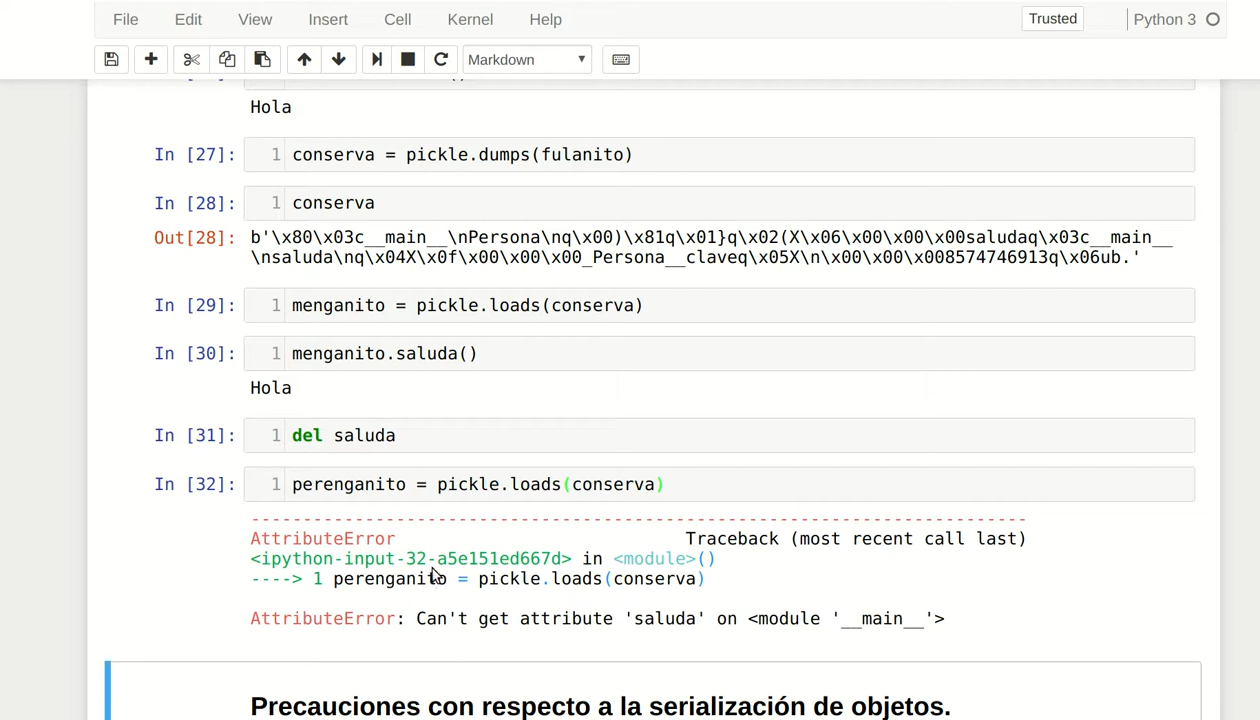 File Edit View Insert Cell Kernel Help Trusted Python 3
Markdown
Hola
In [27]: 1 conserva = pickle.dumps(fulanito)
In [28]: 1 conserva
Out[28]: b'\x80\x03c__main__\nPersona\nq\x00)\x81q\x01}q\x02(X\x06\x00\x00\x00saludaq\x03c__main__
\nsaluda\nq\x04X\x0f\x00\x00\x00_Persona__claveq\x05X\n\x00\x00\x008574746913q\x06ub.'
In [29]: 1 menganito = pickle.loads(conserva)
In [30]: 1 menganito.saluda()
Hola
In [31]: 1 del saluda
In [32]: 1 perenganito = pickle.loads(conserva)
---------------------------------------------------------------------------
AttributeError Traceback (most recent call last)
<ipython-input-32-a5e151ed667d> in <module>()
----> 1 perenganito = pickle.loads(conserva)
AttributeError: Can't get attribute 'saluda' on <module '__main__'>
Precauciones con respecto a la serialización de objetos.